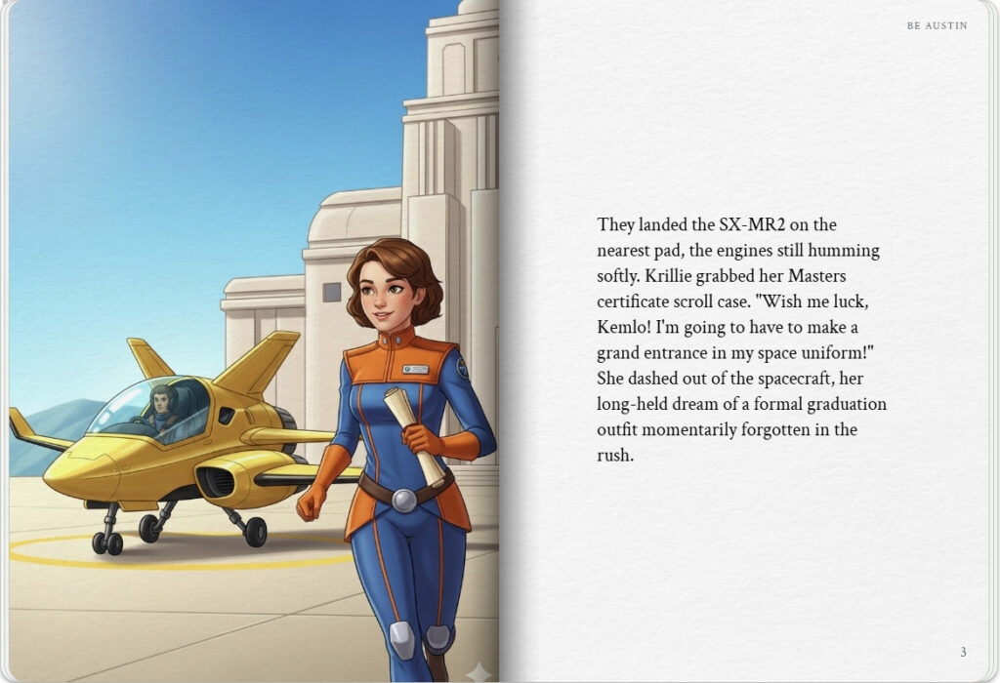 BE AUSTIN
They landed the SX-MR2 on the
nearest pad, the engines still humming
softly. Krillie grabbed her Masters
certificate scroll case. "Wish me luck,
Kemlo! I'm going to have to make a
grand entrance in my space uniform!"
She dashed out of the spacecraft, her
long-held dream of a formal graduation
outfit momentarily forgotten in the
rush.
3